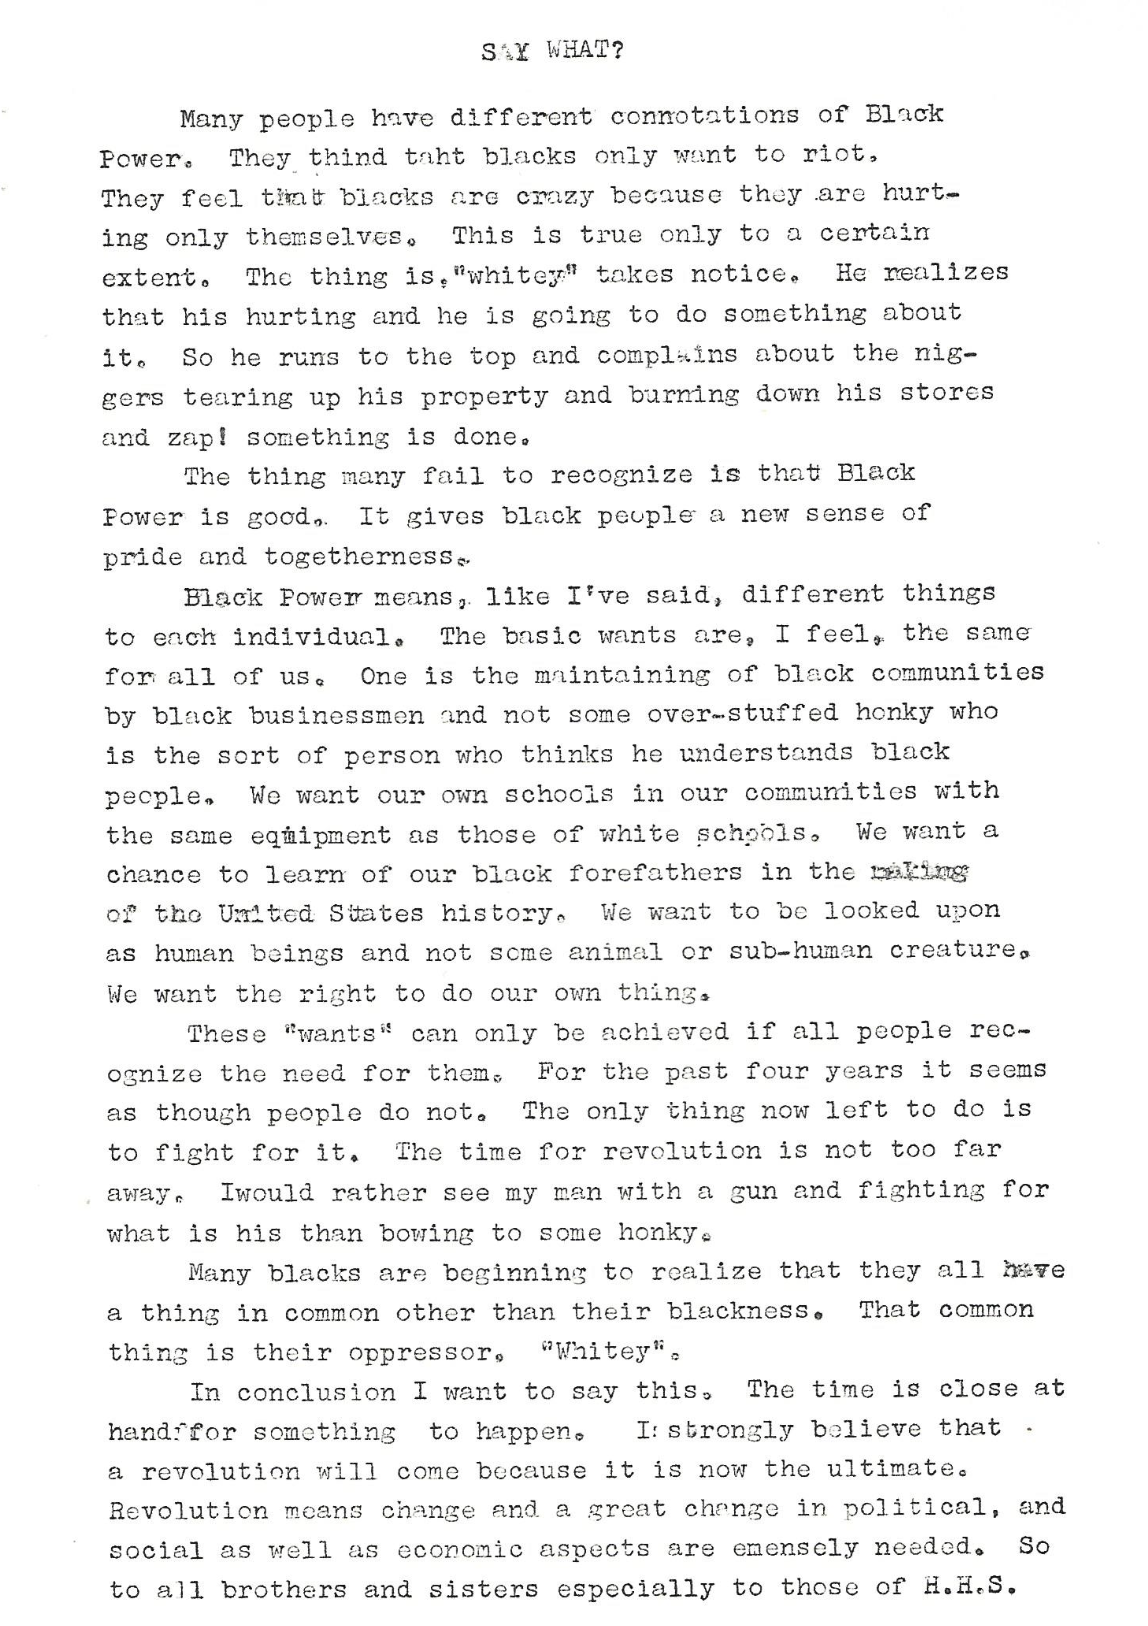 SAY WHAT?
Many people have different connotations of Black
Power. They thind taht blacks only want to riot.
They feel that blacks are crazy because they are hurt-
ing only themselves. This is true only to a certain
extent. The thing is,"whitey" takes notice. He realizes
that his hurting and he is going to do something about
it. So he runs to the top and complains about the nig-
gers tearing up his property and burning down his stores
and zap! something is done.
The thing many fail to recognize is that Black
Power is good. It gives black people a new sense of
pride and togetherness.
Black Power means, like I've said, different things
to each individual. The basic wants are, I feel, the same
for all of us. One is the maintaining of black communities
by black businessmen and not some over-stuffed honky who
is the sort of person who thinks he understands black
people. We want our own schools in our communities with
the same equipment as those of white schools. We want a
chance to learn of our black forefathers in the making
of the United States history. We want to be looked upon
as human beings and not some animal or sub-human creature.
We want the right to do our own thing.
These "wants" can only be achieved if all people rec-
ognize the need for them. For the past four years it seems
as though people do not. The only thing now left to do is
to fight for it. The time for revolution is not too far
away. Iwould rather see my man with a gun and fighting for
what is his than bowing to some honky.
Many blacks are beginning to realize that they all have
a thing in common other than their blackness. That common
thing is their oppressor. "Whitey".
In conclusion I want to say this. The time is close at
hand for something to happen. I strongly believe that
a revolution will come because it is now the ultimate.
Revolution means change and a great change in political, and
social as well as economic aspects are emensely needed. So
to all brothers and sisters especially to those of H.H.S.